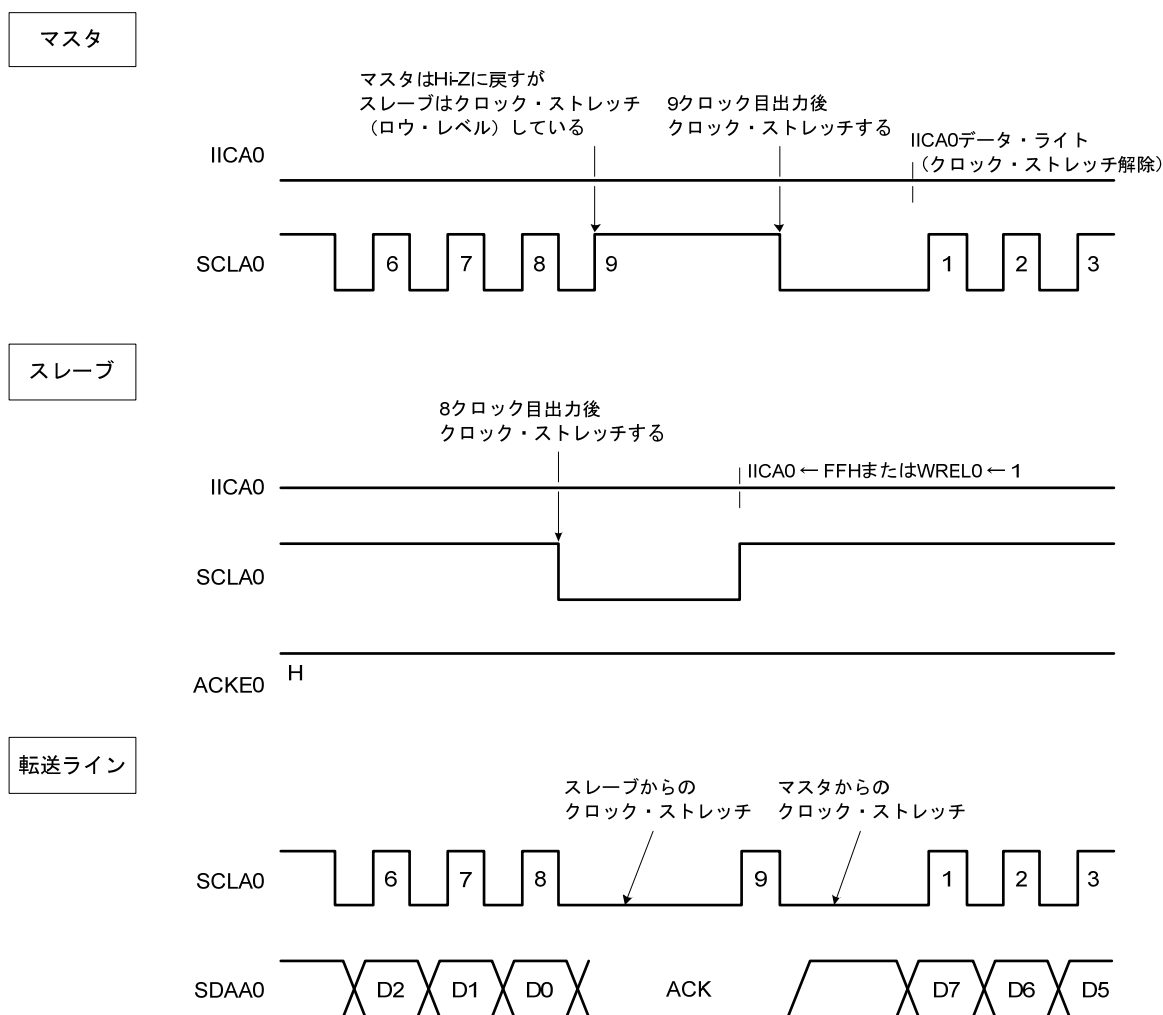 マスタ
マスタはHi-Zに戻すが
スレーブはクロック・ストレッチ
（ロウ・レベル）している
9クロック目出力後
クロック・ストレッチする
IICA0データ・ライト
（クロック・ストレッチ解除）
IICA0
SCLA0
6 7 8 9 1 2 3
スレーブ
8クロック目出力後
クロック・ストレッチする
IICA0
IICA0 ← FFHまたはWREL0 ← 1
SCLA0
H
ACKE0
転送ライン
スレーブからの
クロック・ストレッチ
マスタからの
クロック・ストレッチ
SCLA0
6 7 8 9 1 2 3
SDAA0
D2 D1 D0 ACK D7 D6 D5